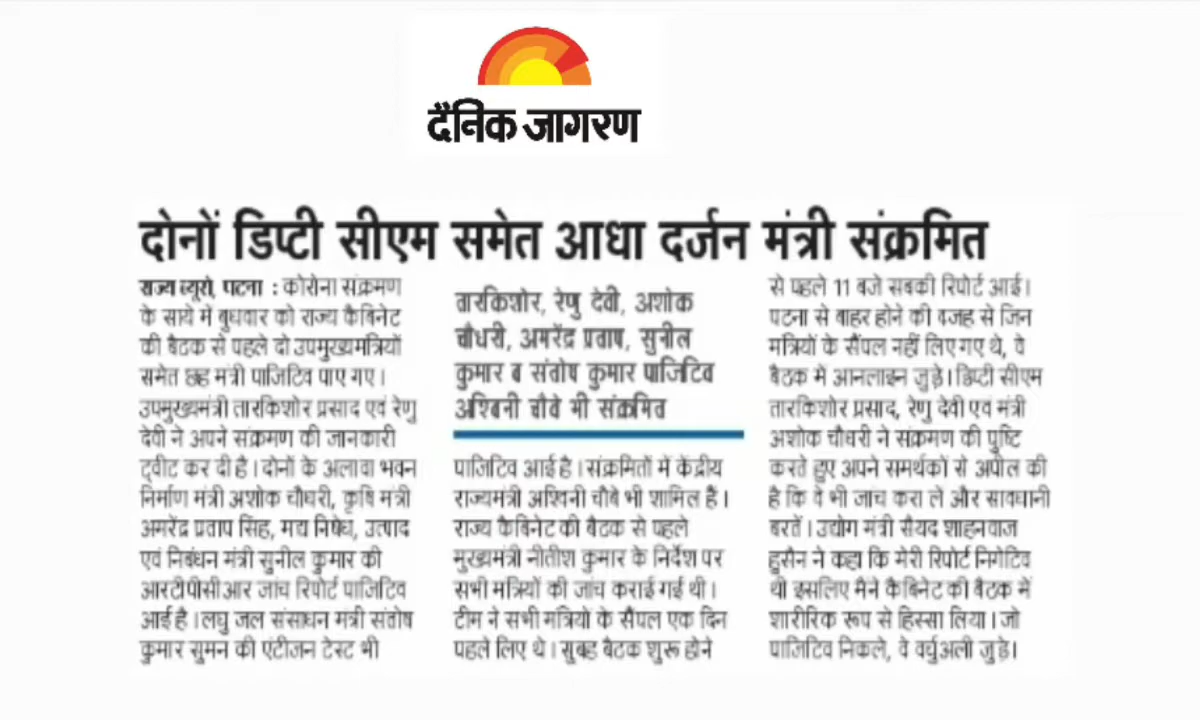 दैनिक जागरण
दोनों डिप्टी सीएम समेत आधा दर्जन मंत्री संक्रमित
राज्य ब्यूरो, पटना : कोरोना संक्रमण
के साये में बुधवार को राज्य कैबिनेट
की बैठक से पहले दो उपमुख्यमंत्रियों
समेत छह मंत्री पाजिटिव पाए गए।
उपमुख्यमंत्री तारकिशोर प्रसाद एवं रेणु
देवी ने अपने संक्रमण की जानकारी
ट्वीट कर दी है। दोनों के अलावा भवन
निर्माण मंत्री अशोक चौधरी, कृषि मंत्री
अमरेंद्र प्रताप सिंह, मद्य निषेध, उत्पाद
एवं निबंधन मंत्री सुनील कुमार की
आरटीपीसीआर जांच रिपोर्ट पाजिटिव
आई है। लघु जल संसाधन मंत्री संतोष
कुमार सुमन की एंटीजन टेस्ट भी
तारकिशोर, रेणु देवी, अशोक
चौधरी, अमरेंद्र प्रताप, सुनील
कुमार व संतोष कुमार पाजिटिव
अश्विनी चौबे भी संक्रमित
पाजिटिव आई है। संक्रमितों में केंद्रीय
राज्यमंत्री अश्विनी चौबे भी शामिल हैं।
राज्य कैबिनेट की बैठक से पहले
मुख्यमंत्री नीतीश कुमार के निर्देश पर
सभी मंत्रियों की जांच कराई गई थी।
टीम ने सभी मंत्रियों के सैंपल एक दिन
पहले लिए थे। सुबह बैठक शुरू होने
से पहले 11 बजे सबकी रिपोर्ट आई।
पटना से बाहर होने की वजह से जिन
मंत्रियों के सैंपल नहीं लिए गए थे, वे
बैठक में आनलाइन जुड़े। डिप्टी सीएम
तारकिशोर प्रसाद, रेणु देवी एवं मंत्री
अशोक चौधरी ने संक्रमण की पुष्टि
करते हुए अपने समर्थकों से अपील की
है कि वे भी जांच करा लें और सावधानी
बरतें। उद्योग मंत्री सैयद शाहनवाज
हुसैन ने कहा कि मेरी रिपोर्ट निगेटिव
थी इसलिए मैंने कैबिनेट की बैठक में
शारीरिक रूप से हिस्सा लिया। जो
पाजिटिव निकले, वे वर्चुअली जुड़े।